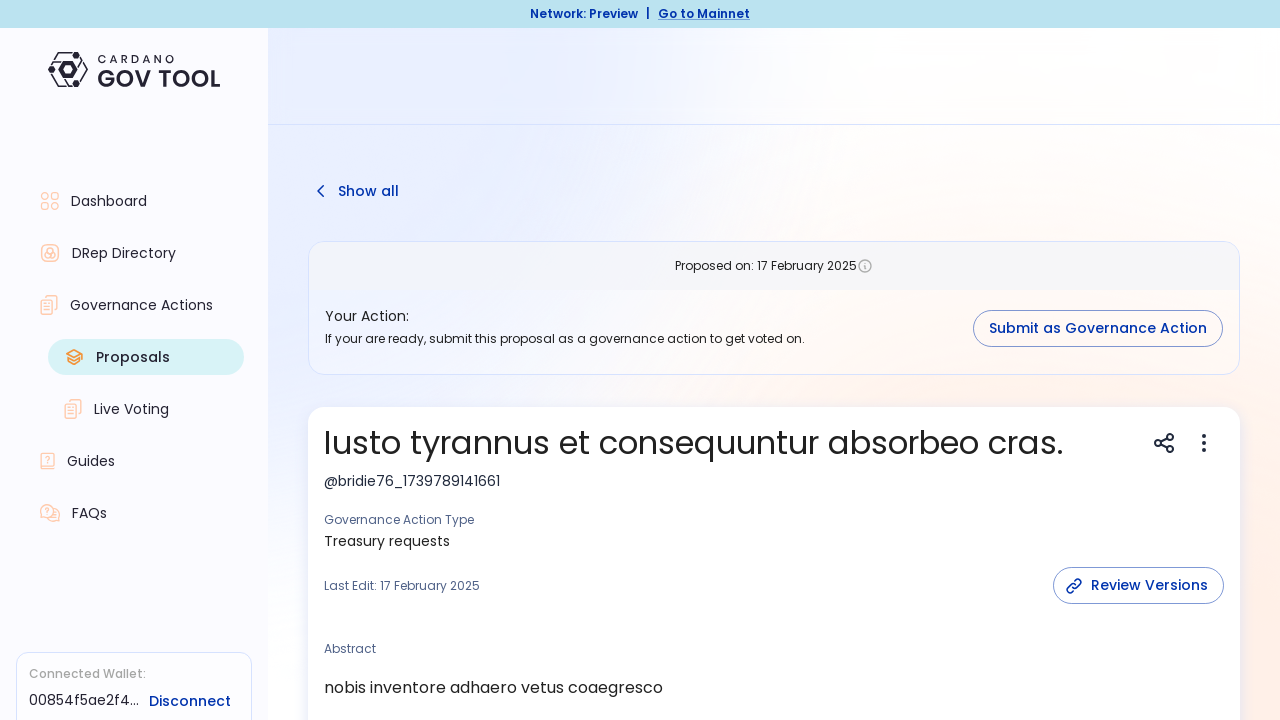 Network: Preview | Go to Mainnet
CARDANO
GOV TOOL
Dashboard
DRep Directory
Governance Actions
Proposals
Live Voting
Guides
FAQs
Connected Wallet:
00854f5ae2f4... Disconnect
Show all
Proposed on: 17 February 2025
Your Action:
If your are ready, submit this proposal as a governance action to get voted on.
Submit as Governance Action
Iusto tyrannus et consequuntur absorbeo cras.
@bridie76_1739789141661
Governance Action Type
Treasury requests
Last Edit: 17 February 2025
Review Versions
Abstract
nobis inventore adhaero vetus coaegresco